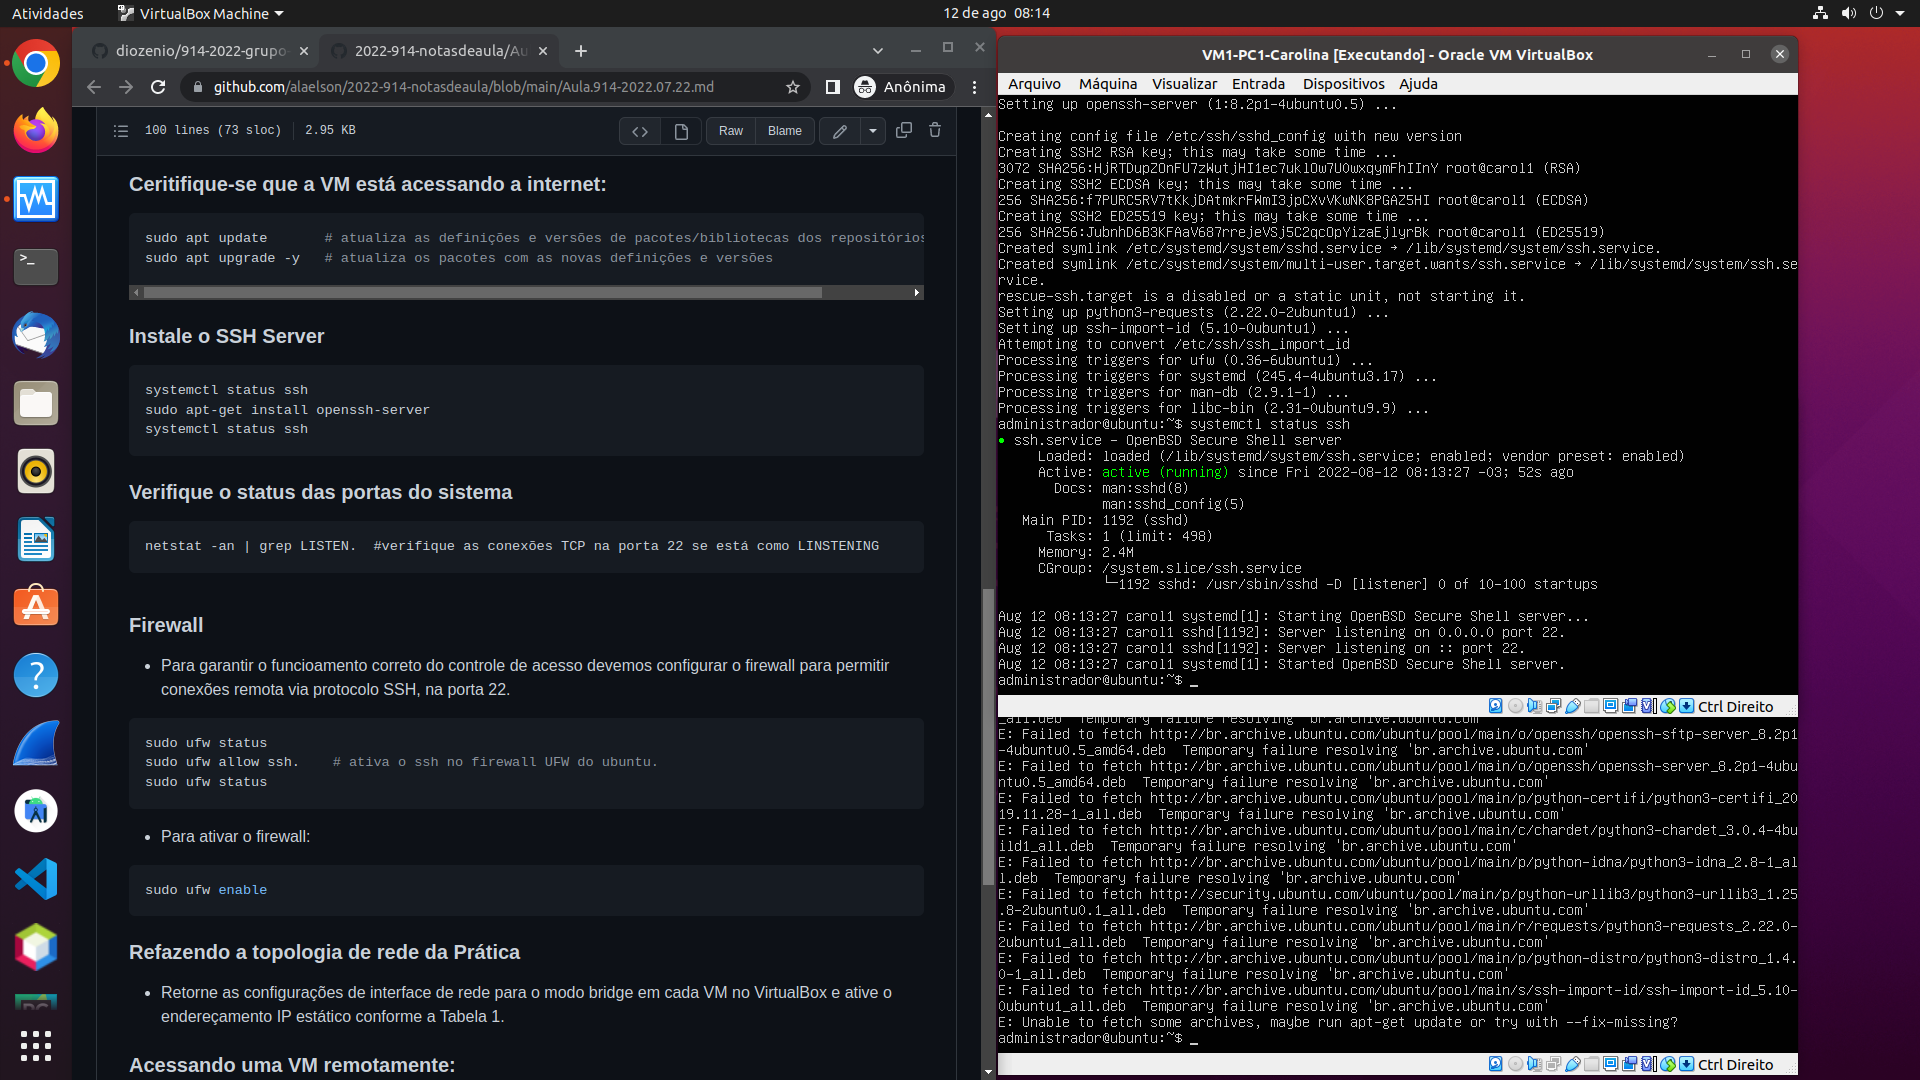 Atividades
VirtualBox Machine
12 de ago  08:14
diozenio/914-2022-grupo-
2022-914-notasdeaula/Au
github.com/alaelson/2022-914-notasdeaula/blob/main/Aula.914-2022.07.22.md
Anônima
100 lines (73 sloc)
2.95 KB
Raw
Blame
Ceritifique-se que a VM está acessando a internet:
sudo apt update       # atualiza as definições e versões de pacotes/bibliotecas dos repositórios
sudo apt upgrade -y   # atualiza os pacotes com as novas definições e versões
Instale o SSH Server
systemctl status ssh
sudo apt-get install openssh-server
systemctl status ssh
Verifique o status das portas do sistema
netstat -an | grep LISTEN.  #verifique as conexões TCP na porta 22 se está como LINSTENING
Firewall
• Para garantir o funcioamento correto do controle de acesso devemos configurar o firewall para permitir
conexões remota via protocolo SSH, na porta 22.
sudo ufw status
sudo ufw allow ssh.    # ativa o ssh no firewall UFW do ubuntu.
sudo ufw status
• Para ativar o firewall:
sudo ufw enable
Refazendo a topologia de rede da Prática
• Retorne as configurações de interface de rede para o modo bridge em cada VM no VirtualBox e ative o
endereçamento IP estático conforme a Tabela 1.
Acessando uma VM remotamente:
VM1-PC1-Carolina [Executando] - Oracle VM VirtualBox
Arquivo Máquina Visualizar Entrada Dispositivos Ajuda
Setting up openssh-server (1:8.2p1-4ubuntu0.5) ...
Creating config file /etc/ssh/sshd_config with new version
Creating SSH2 RSA key; this may take some time ...
3072 SHA256:HjRTDup2OnFU7zWutjHI1ec7uklOw7U0wxqymFhIInY root@carol1 (RSA)
Creating SSH2 ECDSA key; this may take some time ...
256 SHA256:f7PURC5RV7tKkjDAtmkrFWmI3jpCXvVKwNK8PGAZ5HI root@carol1 (ECDSA)
Creating SSH2 ED25519 key; this may take some time ...
256 SHA256:JubnhD6B3KFAaV687rrejeVSj5C2qcOpYizaEjlyrBk root@carol1 (ED25519)
Created symlink /etc/systemd/system/sshd.service → /lib/systemd/system/ssh.service.
Created symlink /etc/systemd/system/multi-user.target.wants/ssh.service → /lib/systemd/system/ssh.se
rvice.
rescue-ssh.target is a disabled or a static unit, not starting it.
Setting up python3-requests (2.22.0-2ubuntu1) ...
Setting up ssh-import-id (5.10-0ubuntu1) ...
Attempting to convert /etc/ssh/ssh_import_id
Processing triggers for ufw (0.36-6ubuntu1) ...
Processing triggers for systemd (245.4-4ubuntu3.17) ...
Processing triggers for man-db (2.9.1-1) ...
Processing triggers for libc-bin (2.31-0ubuntu9.9) ...
administrador@ubuntu:~$ systemctl status ssh
● ssh.service - OpenBSD Secure Shell server
Loaded: loaded (/lib/systemd/system/ssh.service; enabled; vendor preset: enabled)
Active: active (running) since Fri 2022-08-12 08:13:27 -03; 52s ago
Docs: man:sshd(8)
man:sshd_config(5)
Main PID: 1192 (sshd)
Tasks: 1 (limit: 498)
Memory: 2.4M
CGroup: /system.slice/ssh.service
└─1192 sshd: /usr/sbin/sshd -D [listener] 0 of 10-100 startups
Aug 12 08:13:27 carol1 systemd[1]: Starting OpenBSD Secure Shell server...
Aug 12 08:13:27 carol1 sshd[1192]: Server listening on 0.0.0.0 port 22.
Aug 12 08:13:27 carol1 sshd[1192]: Server listening on :: port 22.
Aug 12 08:13:27 carol1 systemd[1]: Started OpenBSD Secure Shell server.
administrador@ubuntu:~$ _
Ctrl Direito
_all.deb  Temporary failure resolving 'br.archive.ubuntu.com'
E: Failed to fetch http://br.archive.ubuntu.com/ubuntu/pool/main/o/openssh/openssh-sftp-server_8.2p1
-4ubuntu0.5_amd64.deb  Temporary failure resolving 'br.archive.ubuntu.com'
E: Failed to fetch http://br.archive.ubuntu.com/ubuntu/pool/main/o/openssh/openssh-server_8.2p1-4ubu
ntu0.5_amd64.deb  Temporary failure resolving 'br.archive.ubuntu.com'
E: Failed to fetch http://br.archive.ubuntu.com/ubuntu/pool/main/p/python-certifi/python3-certifi_20
19.11.28-1_all.deb  Temporary failure resolving 'br.archive.ubuntu.com'
E: Failed to fetch http://br.archive.ubuntu.com/ubuntu/pool/main/c/chardet/python3-chardet_3.0.4-4bu
ild1_all.deb  Temporary failure resolving 'br.archive.ubuntu.com'
E: Failed to fetch http://br.archive.ubuntu.com/ubuntu/pool/main/p/python-idna/python3-idna_2.8-1_al
l.deb  Temporary failure resolving 'br.archive.ubuntu.com'
E: Failed to fetch http://security.ubuntu.com/ubuntu/pool/main/p/python-urllib3/python3-urllib3_1.25
.8-2ubuntu0.1_all.deb  Temporary failure resolving 'br.archive.ubuntu.com'
E: Failed to fetch http://br.archive.ubuntu.com/ubuntu/pool/main/r/requests/python3-requests_2.22.0-
2ubuntu1_all.deb  Temporary failure resolving 'br.archive.ubuntu.com'
E: Failed to fetch http://br.archive.ubuntu.com/ubuntu/pool/main/p/python-distro/python3-distro_1.4.
0-1_all.deb  Temporary failure resolving 'br.archive.ubuntu.com'
E: Failed to fetch http://br.archive.ubuntu.com/ubuntu/pool/main/s/ssh-import-id/ssh-import-id_5.10-
0ubuntu1_all.deb  Temporary failure resolving 'br.archive.ubuntu.com'
E: Unable to fetch some archives, maybe run apt-get update or try with --fix-missing?
administrador@ubuntu:~$ _
Ctrl Direito